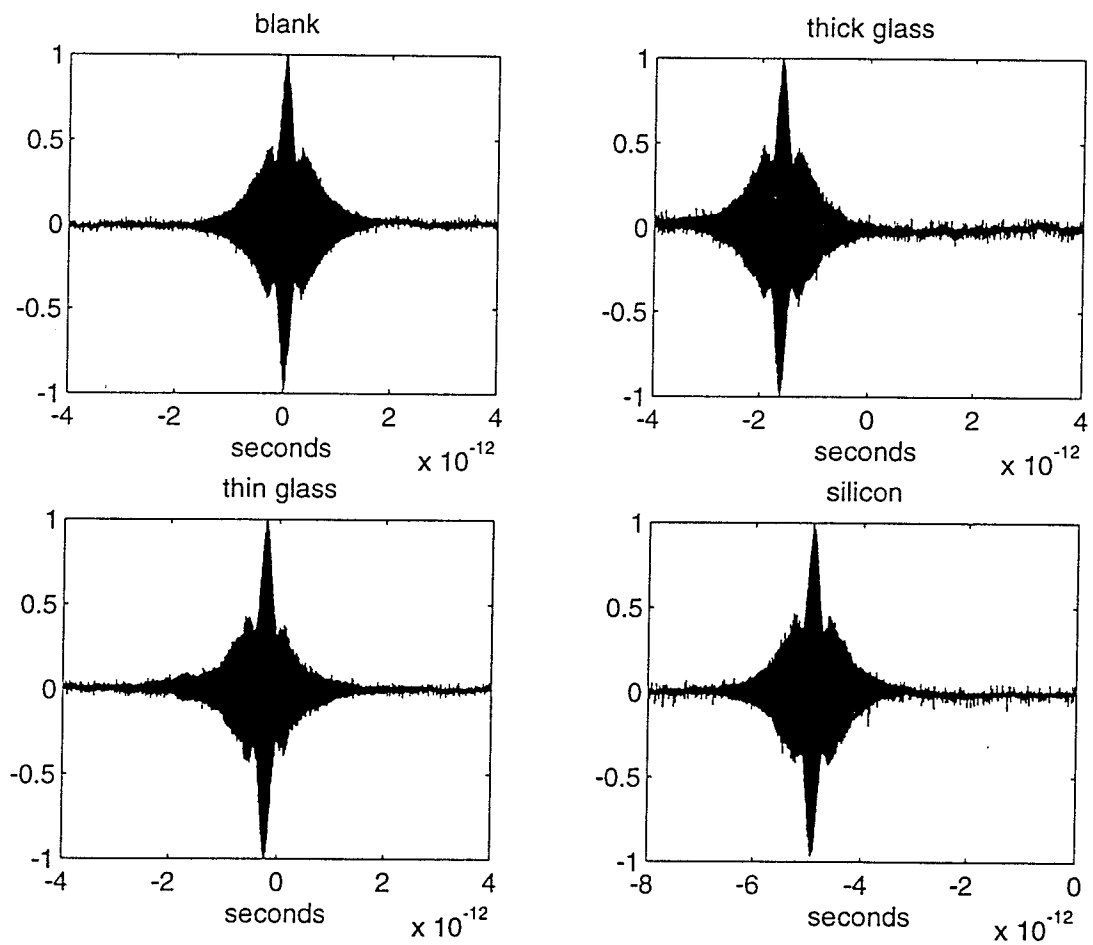 blank
1
0.5
0
-0.5
-1
-4 -2 0 2 4
seconds
x 10^-12
thick glass
1
0.5
0
-0.5
-1
-4 -2 0 2 4
seconds
x 10^-12
thin glass
1
0.5
0
-0.5
-1
-4 -2 0 2 4
seconds
x 10^-12
silicon
1
0.5
0
-0.5
-1
-8 -6 -4 -2 0
seconds
x 10^-12